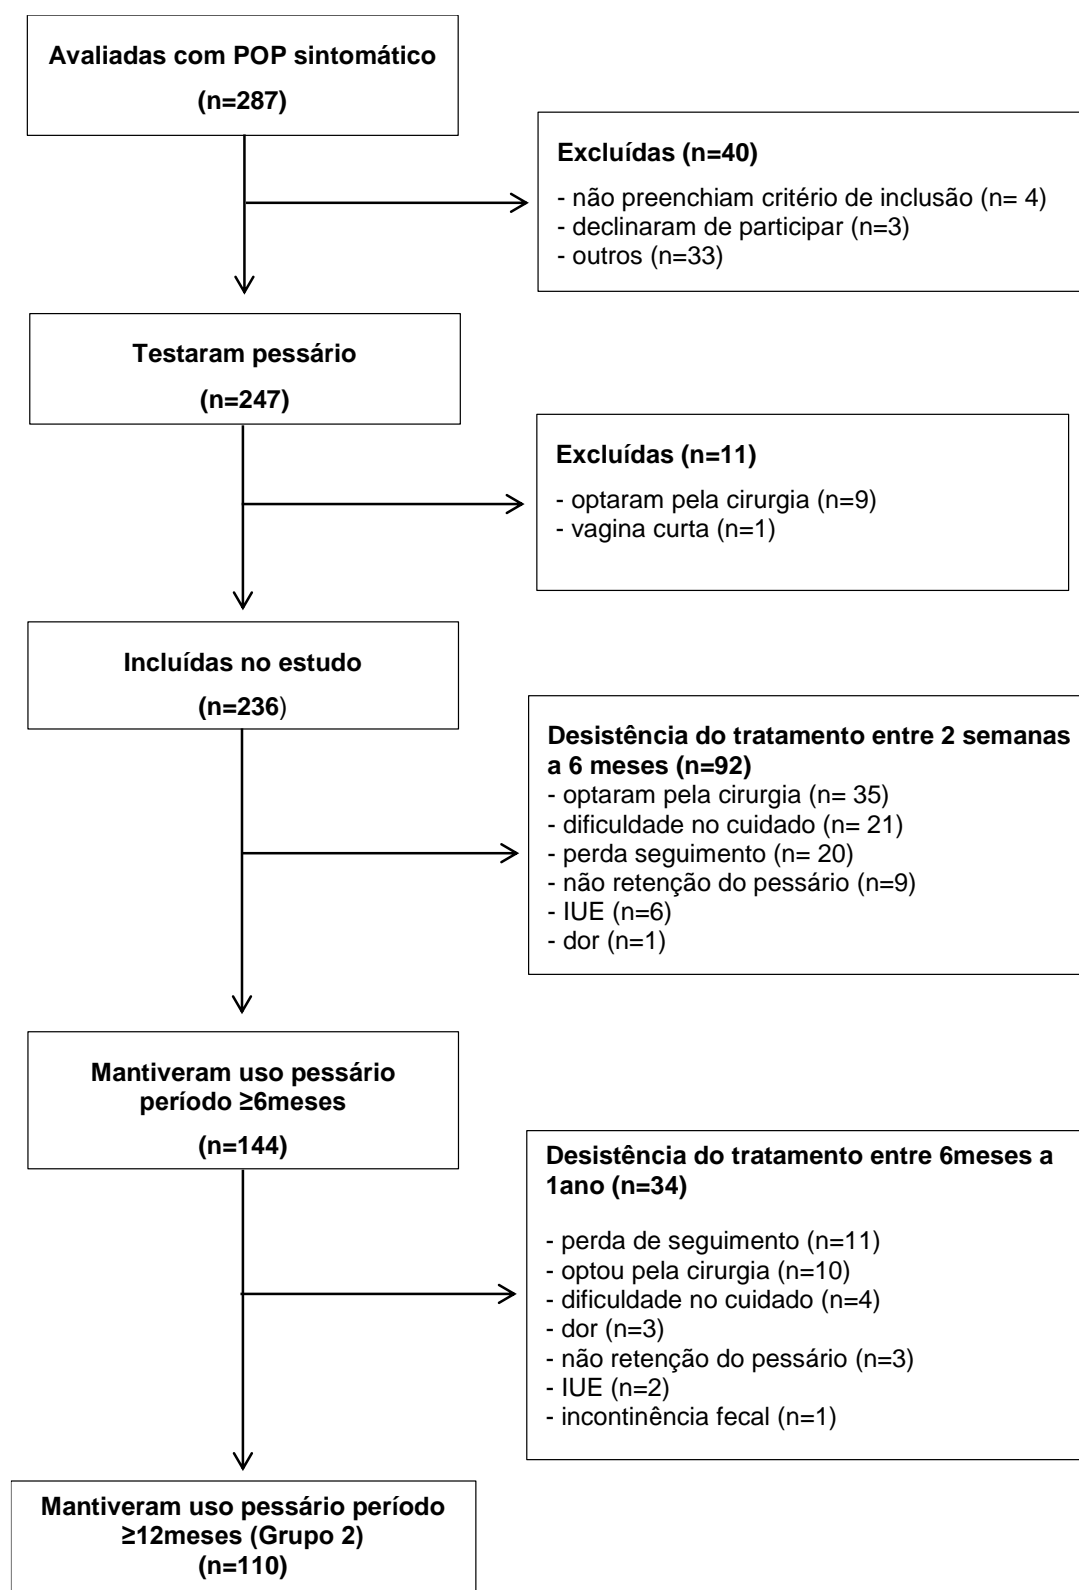 Avaliadas com POP sintomático
(n=287)
Excluídas (n=40)
- não preenchiam critério de inclusão (n= 4)
- declinaram de participar (n=3)
- outros (n=33)
Testaram pessário
(n=247)
Excluídas (n=11)
- optaram pela cirurgia (n=9)
- vagina curta (n=1)
Incluídas no estudo
(n=236)
Desistência do tratamento entre 2 semanas
a 6 meses (n=92)
- optaram pela cirurgia (n= 35)
- dificuldade no cuidado (n= 21)
- perda seguimento (n= 20)
- não retenção do pessário (n=9)
- IUE (n=6)
- dor (n=1)
Mantiveram uso pessário
período ≥6meses
(n=144)
Desistência do tratamento entre 6meses a
1ano (n=34)
- perda de seguimento (n=11)
- optou pela cirurgia (n=10)
- dificuldade no cuidado (n=4)
- dor (n=3)
- não retenção do pessário (n=3)
- IUE (n=2)
- incontinência fecal (n=1)
Mantiveram uso pessário período
≥12meses (Grupo 2)
(n=110)